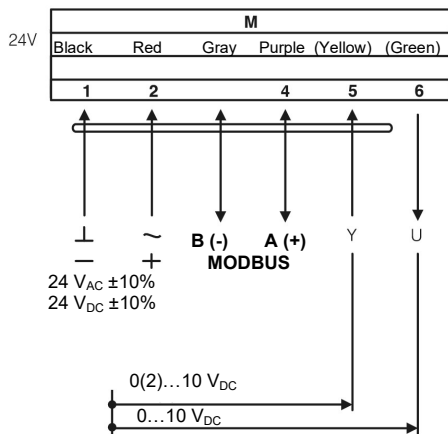 M
24V
Black Red Gray Purple (Yellow) (Green)
1 2 4 5 6
⊥ ~ B (-) A (+) Y U
− + MODBUS
24 VAC ±10%
24 VDC ±10%
0(2)...10 VDC
0...10 VDC